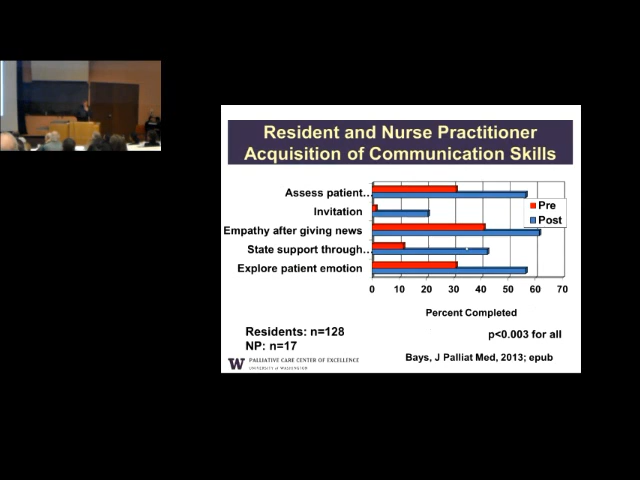 Resident and Nurse Practitioner
Acquisition of Communication Skills
Assess patient...
Invitation
Empathy after giving news
State support through...
Explore patient emotion
Pre
Post
0 10 20 30 40 50 60 70
Percent Completed
Residents: n=128
NP: n=17
p<0.003 for all
W PALLIATIVE CARE CENTER OF EXCELLENCE
UNIVERSITY of WASHINGTON
Bays, J Palliat Med, 2013; epub